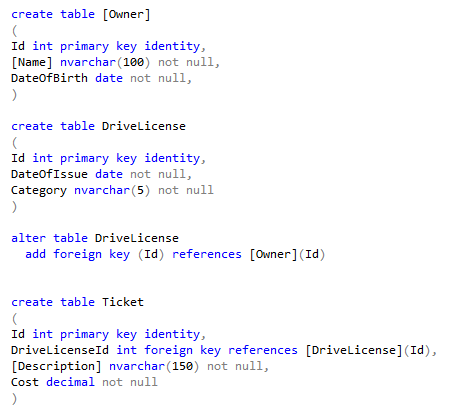 create table [Owner]
(
Id int primary key identity,
[Name] nvarchar(100) not null,
DateOfBirth date not null,
)
create table DriveLicense
(
Id int primary key identity,
DateOfIssue date not null,
Category nvarchar(5) not null
)
alter table DriveLicense
add foreign key (Id) references [Owner](Id)
create table Ticket
(
Id int primary key identity,
DriveLicenseId int foreign key references [DriveLicense](Id),
[Description] nvarchar(150) not null,
Cost decimal not null
)